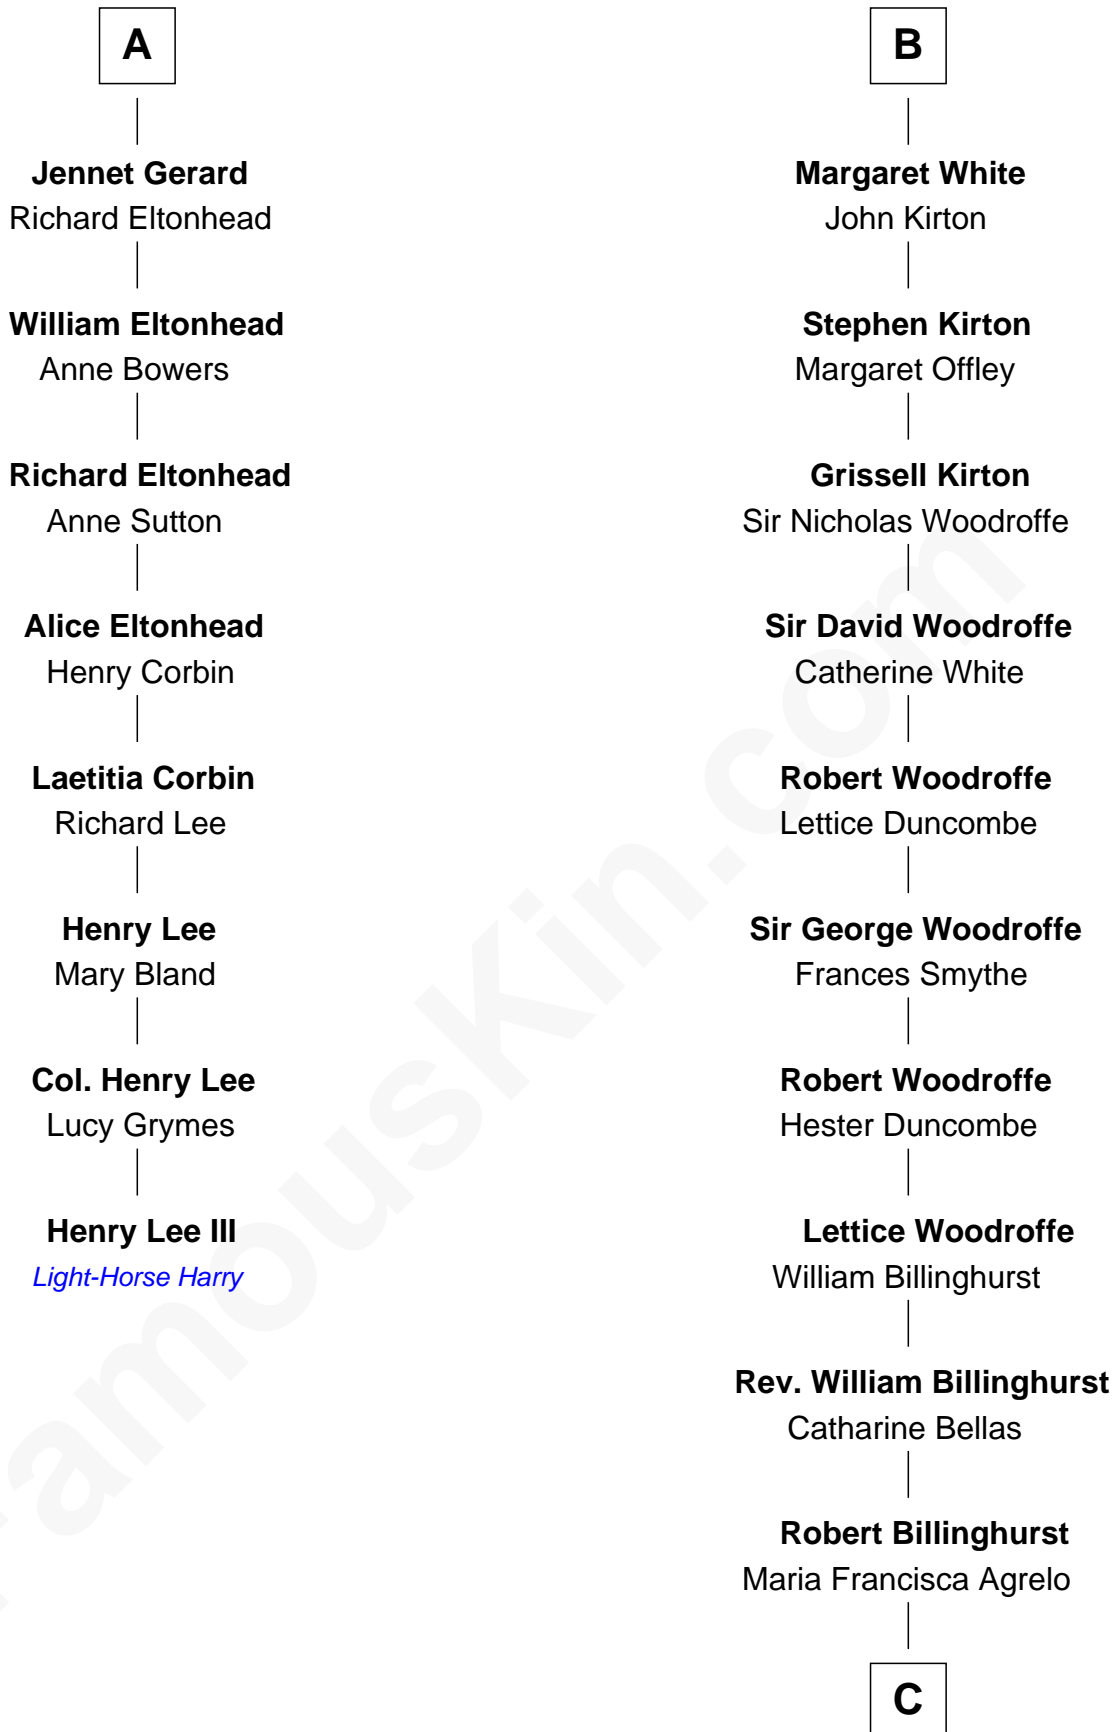 A
Jennet Gerard
Richard Eltonhead
William Eltonhead
Anne Bowers
Richard Eltonhead
Anne Sutton
Alice Eltonhead
Henry Corbin
Laetitia Corbin
Richard Lee
Henry Lee
Mary Bland
Col. Henry Lee
Lucy Grymes
Henry Lee III
Light-Horse Harry
B
Margaret White
John Kirton
Stephen Kirton
Margaret Offley
Grissell Kirton
Sir Nicholas Woodroffe
Sir David Woodroffe
Catherine White
Robert Woodroffe
Lettice Duncombe
Sir George Woodroffe
Frances Smythe
Robert Woodroffe
Hester Duncombe
Lettice Woodroffe
William Billinghurst
Rev. William Billinghurst
Catharine Bellas
Robert Billinghurst
Maria Francisca Agrelo
C
FamousKin.com